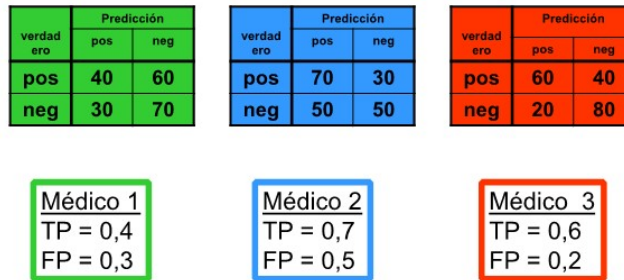 verdad ero Predicción
pos neg
pos 40 60
neg 30 70
verdad ero Predicción
pos neg
pos 70 30
neg 50 50
verdad ero Predicción
pos neg
pos 60 40
neg 20 80
Médico 1
TP = 0,4
FP = 0,3
Médico 2
TP = 0,7
FP = 0,5
Médico 3
TP = 0,6
FP = 0,2